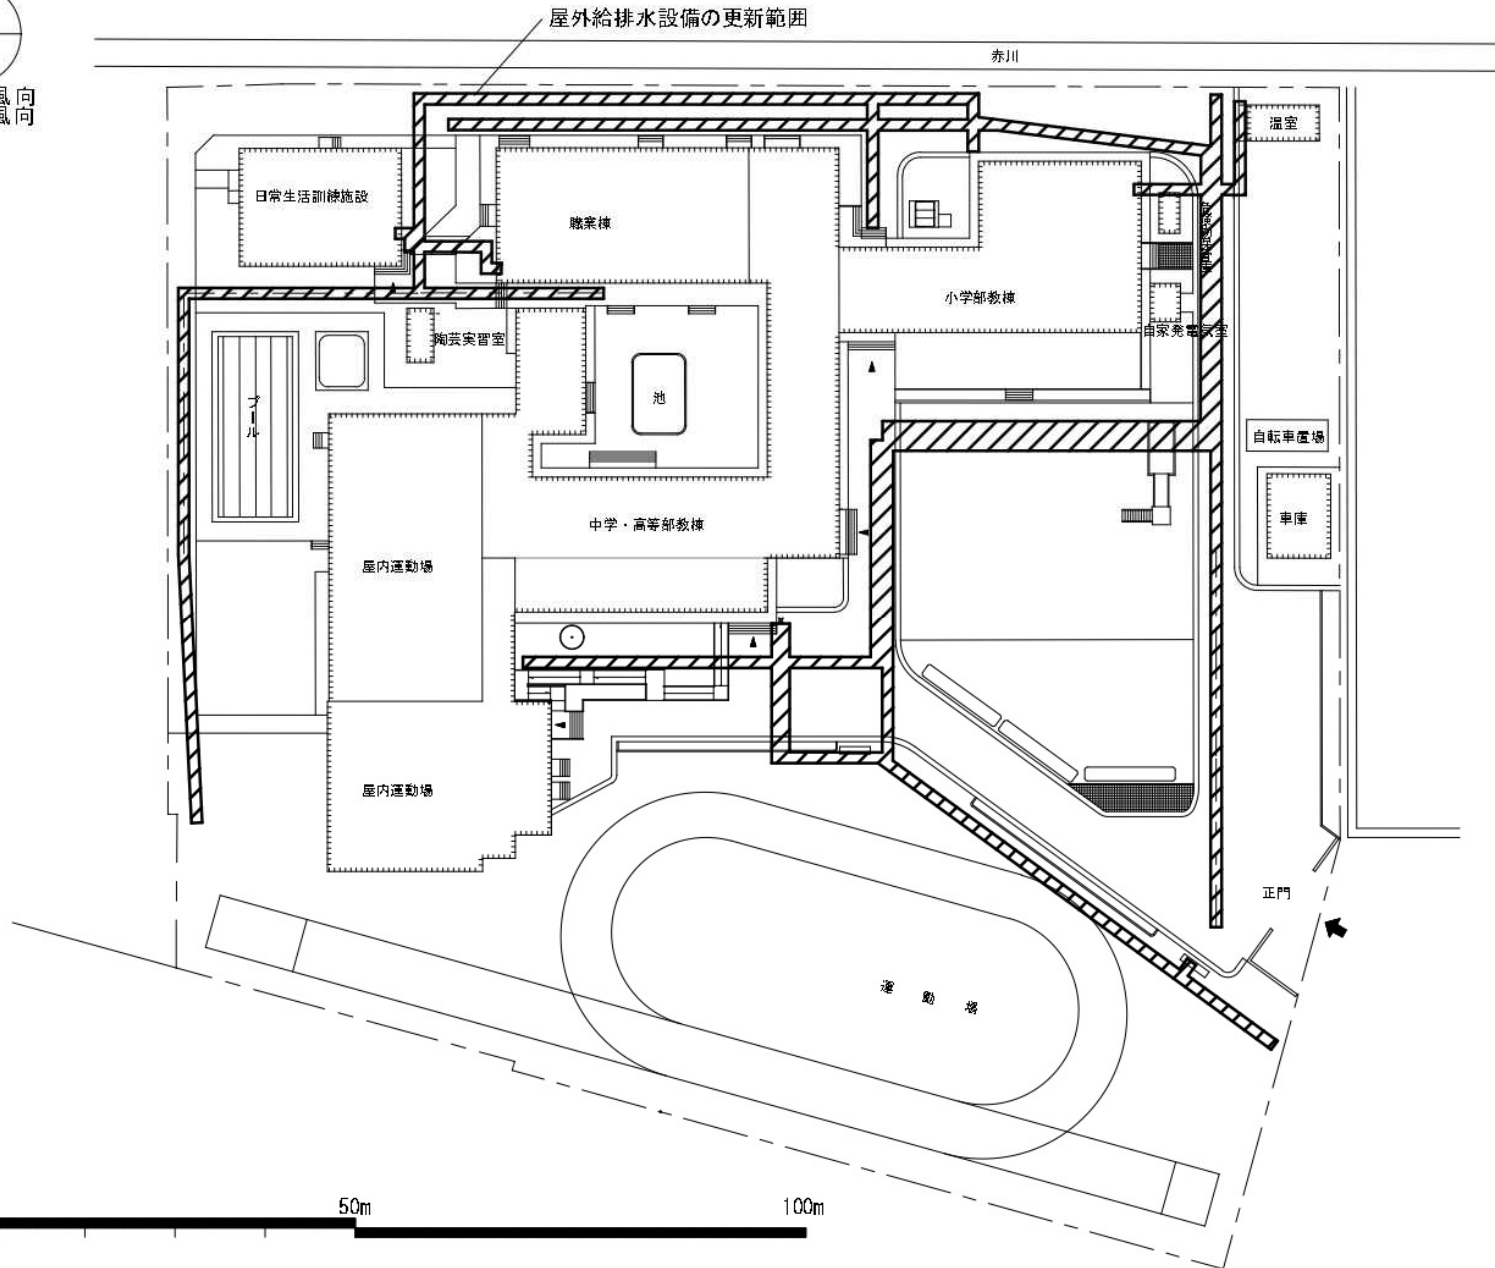 屋外給排水設備の更新範囲
赤川
風向
風向
温室
日常生活訓練施設
職業棟
小学部教棟
自家発電気室
陶芸実習室
池
プール
自転車置場
車庫
中学・高等部教棟
屋内運動場
屋内運動場
正門
運動場
50m
100m